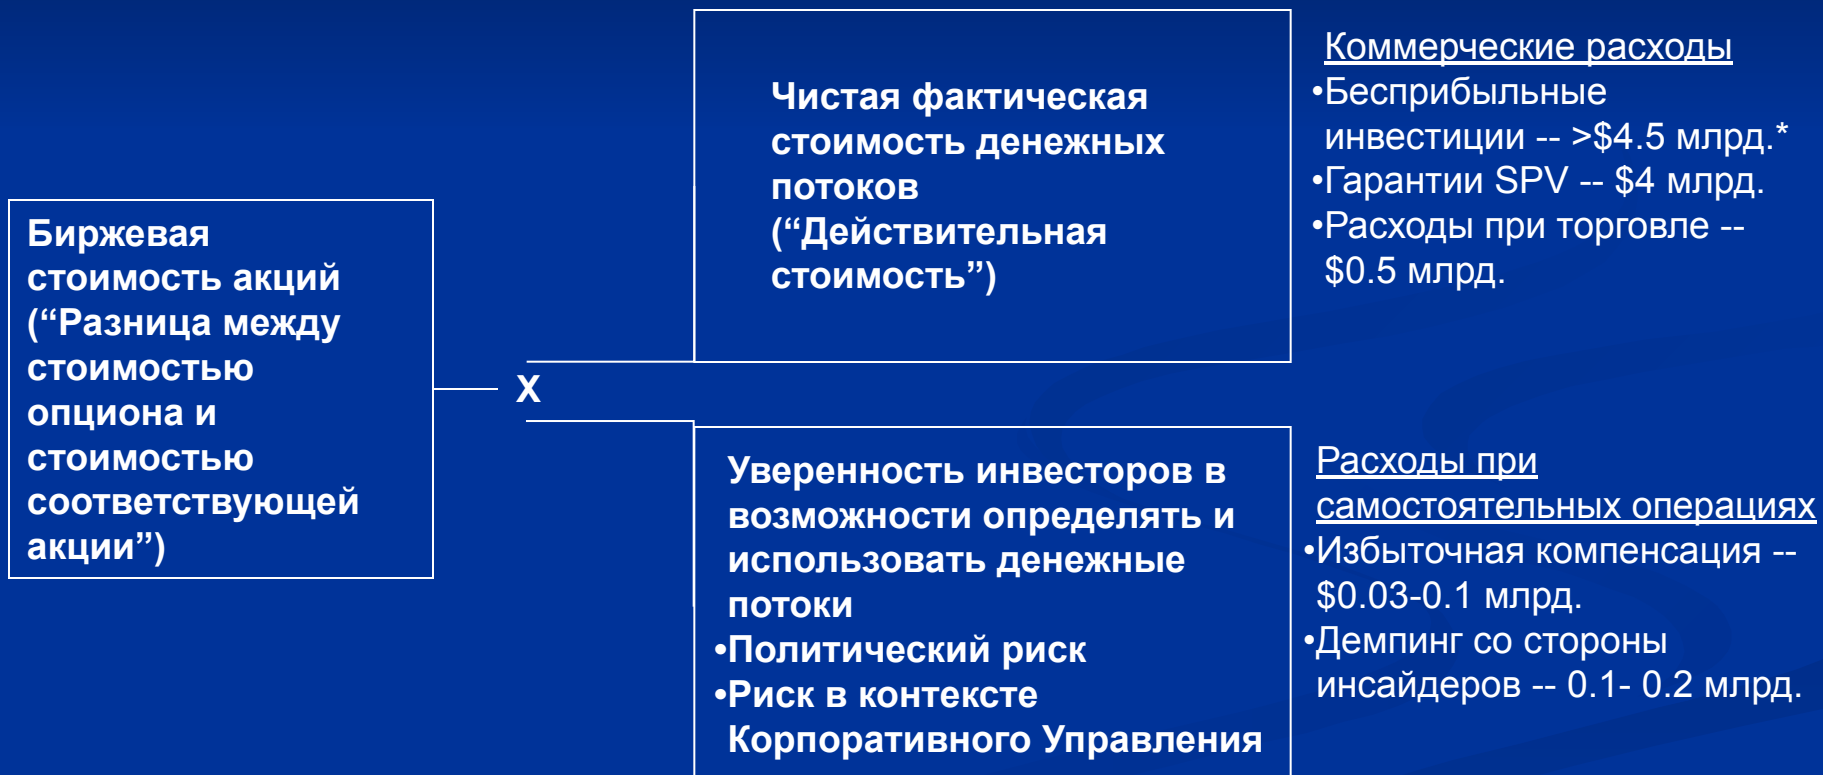 Биржевая
стоимость акций
(“Разница между
стоимостью
опциона и
стоимостью
соответствующей
акции”)
X
Чистая фактическая
стоимость денежных
потоков
(“Действительная
стоимость”)
Коммерческие расходы
•Бесприбыльные
инвестиции -- >$4.5 млрд.*
•Гарантии SPV -- $4 млрд.
•Расходы при торговле --
$0.5 млрд.
Уверенность инвесторов в
возможности определять и
использовать денежные
потоки
•Политический риск
•Риск в контексте
Корпоративного Управления
Расходы при
самостоятельных операциях
•Избыточная компенсация --
$0.03-0.1 млрд.
•Демпинг со стороны
инсайдеров -- 0.1- 0.2 млрд.